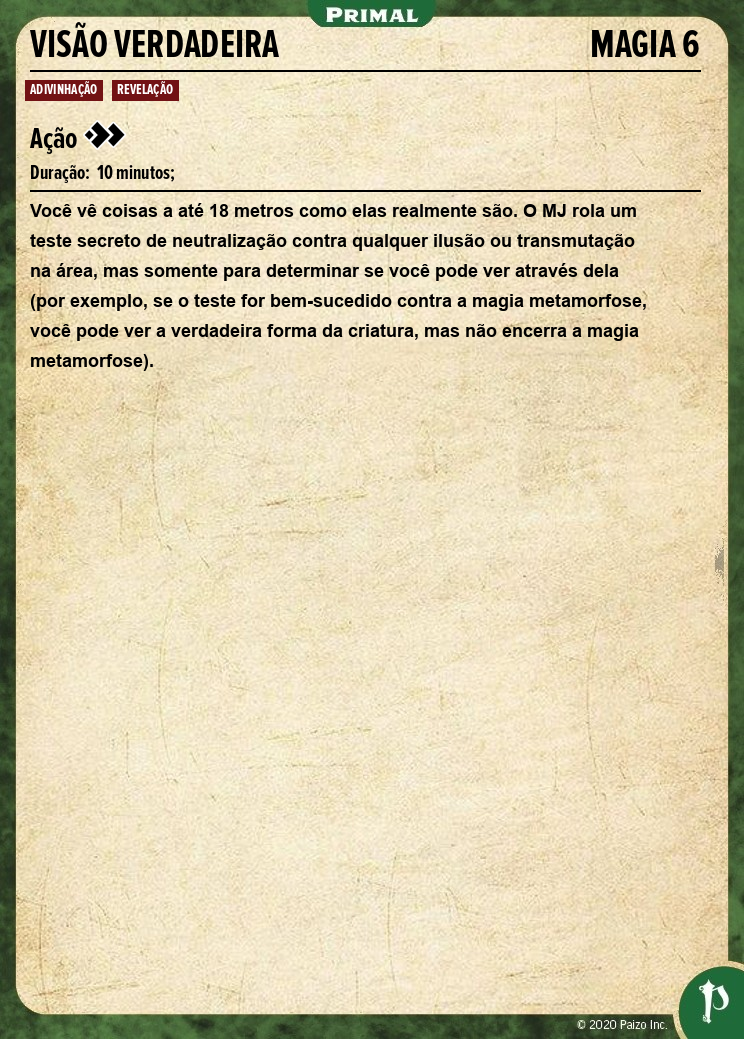 PRIMAL
VISÃO VERDADEIRA MAGIA 6
ADIVINHAÇÃO REVELAÇÃO
Ação
Duração: 10 minutos;
Você vê coisas a até 18 metros como elas realmente são. O MJ rola um
teste secreto de neutralização contra qualquer ilusão ou transmutação
na área, mas somente para determinar se você pode ver através dela
(por exemplo, se o teste for bem-sucedido contra a magia metamorfose,
você pode ver a verdadeira forma da criatura, mas não encerra a magia
metamorfose).
© 2020 Paizo Inc.
P